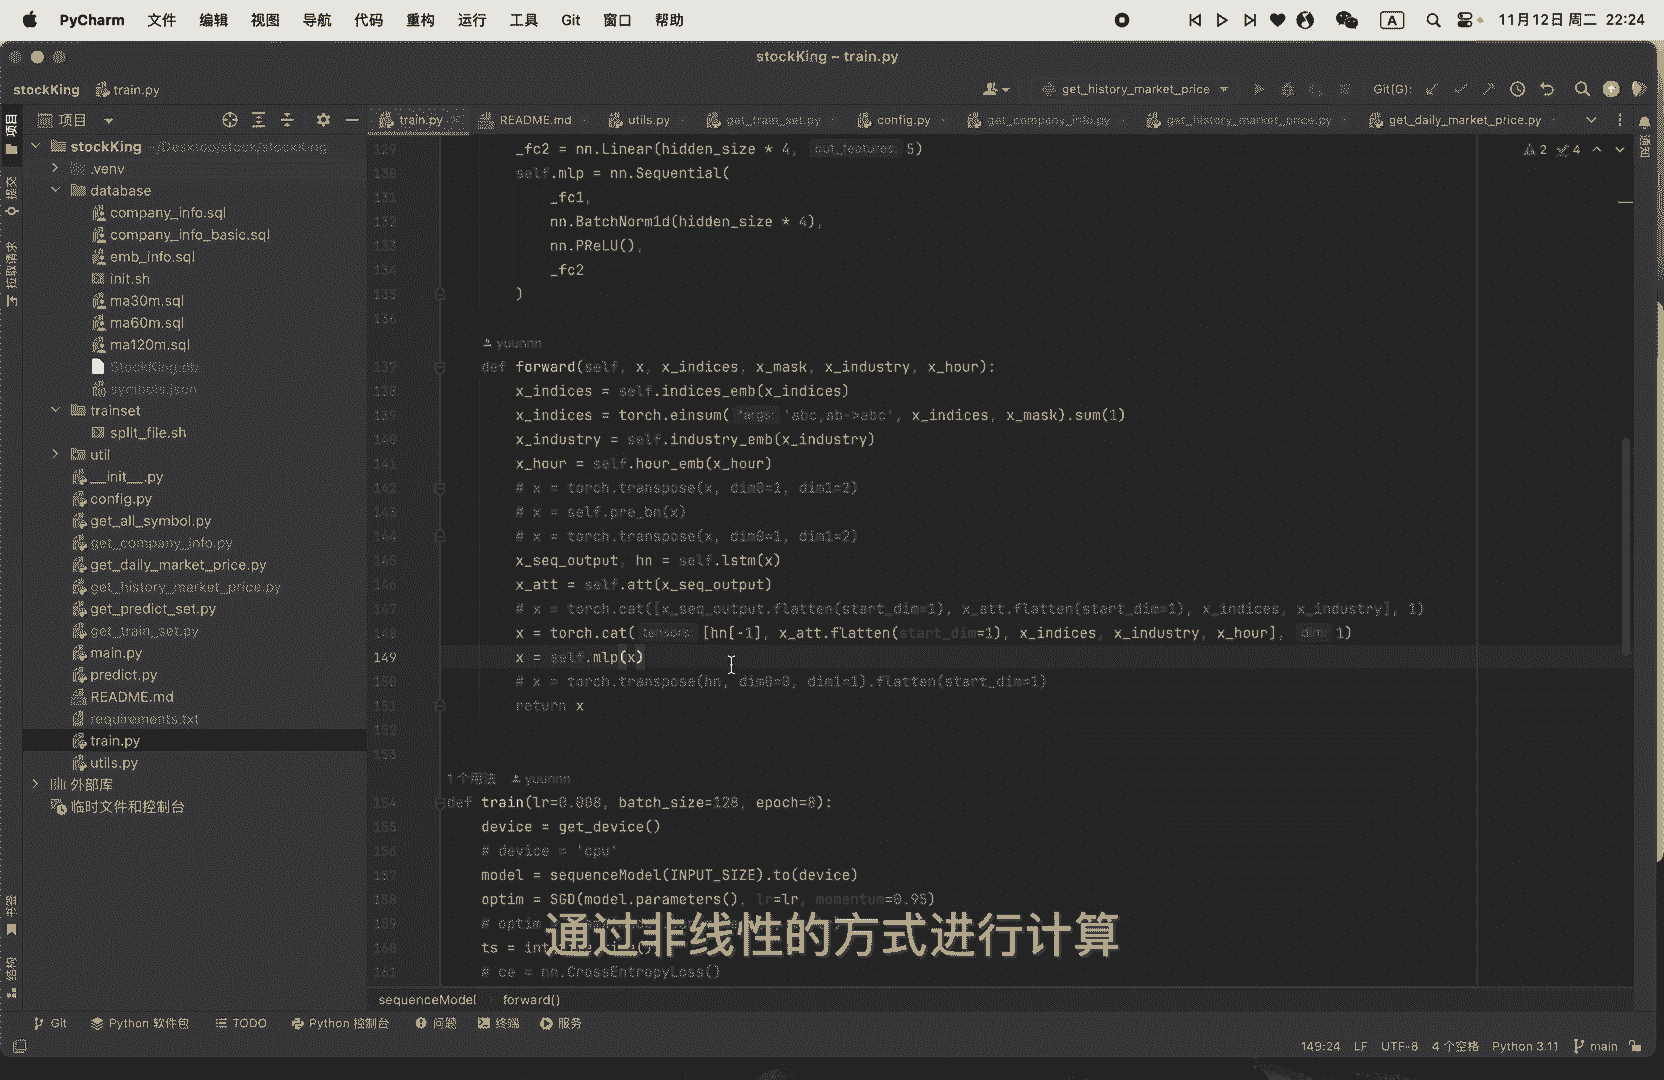 PyCharm 文件 编辑 视图 导航 代码 重构 运行 工具 Git 窗口 帮助 A 11月12日 周二 22:24
stockKing – train.py
stockKing train.py get_history_market_price Git(G):
项目 train.py README.md utils.py get_train_set.py config.py get_company_info.py get_history_market_price.py get_daily_market_price.py
项目
提交
拉取请求
书签
结构
通知
stockKing ~/Desktop/stock/stockKing
.venv
database
company_info.sql
company_info_basic.sql
emb_info.sql
init.sh
ma30m.sql
ma60m.sql
ma120m.sql
StockKing.db
symbols.json
trainset
split_file.sh
util
__init__.py
config.py
get_all_symbol.py
get_company_info.py
get_daily_market_price.py
get_history_market_price.py
get_predict_set.py
get_train_set.py
main.py
predict.py
README.md
requirements.txt
train.py
utils.py
外部库
临时文件和控制台
2 4
129 _fc2 = nn.Linear(hidden_size * 4, out_features: 5)
130 self.mlp = nn.Sequential(
131 _fc1,
132 nn.BatchNorm1d(hidden_size * 4),
133 nn.PReLU(),
134 _fc2
135 )
136
yuunnn
137 def forward(self, x, x_indices, x_mask, x_industry, x_hour):
138 x_indices = self.indices_emb(x_indices)
139 x_indices = torch.einsum( *args: 'abc,ab->abc', x_indices, x_mask).sum(1)
140 x_industry = self.industry_emb(x_industry)
141 x_hour = self.hour_emb(x_hour)
142 # x = torch.transpose(x, dim0=1, dim1=2)
143 # x = self.pre_bn(x)
144 # x = torch.transpose(x, dim0=1, dim1=2)
145 x_seq_output, hn = self.lstm(x)
146 x_att = self.att(x_seq_output)
147 # x = torch.cat([x_seq_output.flatten(start_dim=1), x_att.flatten(start_dim=1), x_indices, x_industry], 1)
148 x = torch.cat( tensors: [hn[-1], x_att.flatten(start_dim=1), x_indices, x_industry, x_hour], dim: 1)
149 x = self.mlp(x)
150 # x = torch.transpose(hn, dim0=0, dim1=1).flatten(start_dim=1)
151 return x
152
153
1 个用法 yuunnn
154 def train(lr=0.008, batch_size=128, epoch=8):
155 device = get_device()
156 # device = 'cpu'
157 model = sequenceModel(INPUT_SIZE).to(device)
158 optim = SGD(model.parameters(), lr=lr, momentum=0.95)
159 # optim
160 ts = int
161 # ce = nn.CrossEntropyLoss()
通过非线性的方式进行计算
sequenceModel forward()
Git Python 软件包 TODO Python 控制台 问题 终端 服务
149:24 LF UTF-8 4 个空格 Python 3.11 main